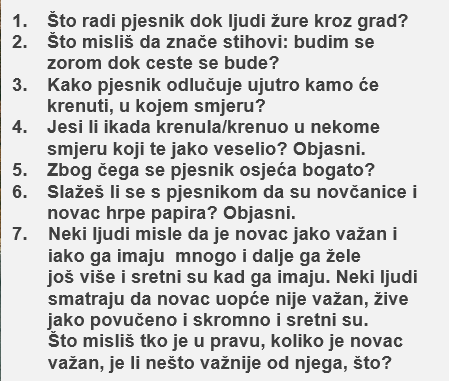 1. Što radi pjesnik dok ljudi žure kroz grad?
2. Što misliš da znače stihovi: budim se
zorom dok ceste se bude?
3. Kako pjesnik odlučuje ujutro kamo će
krenuti, u kojem smjeru?
4. Jesi li ikada krenula/krenuo u nekome
smjeru koji te jako veselio? Objasni.
5. Zbog čega se pjesnik osjeća bogato?
6. Slažeš li se s pjesnikom da su novčanice i
novac hrpe papira? Objasni.
7. Neki ljudi misle da je novac jako važan i
iako ga imaju mnogo i dalje ga žele
još više i sretni su kad ga imaju. Neki ljudi
smatraju da novac uopće nije važan, žive
jako povučeno i skromno i sretni su.
Što misliš tko je u pravu, koliko je novac
važan, je li nešto važnije od njega, što?